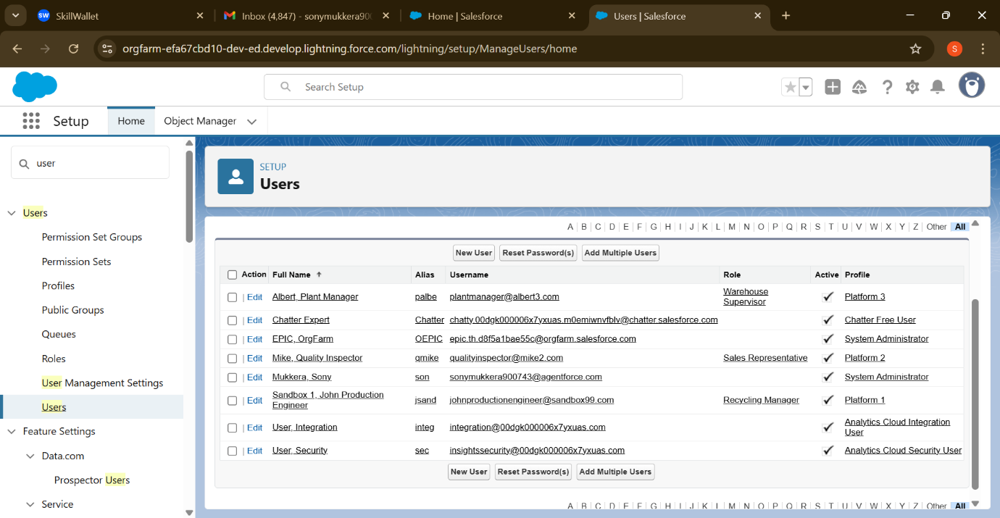 SW SkillWallet
Inbox (4,847) - sonymukkera900
Home | Salesforce
Users | Salesforce
orgfarm-efa67cbd10-dev-ed.develop.lightning.force.com/lightning/setup/ManageUsers/home
S
Search Setup
Setup
Home
Object Manager
user
Users
Permission Set Groups
Permission Sets
Profiles
Public Groups
Queues
Roles
User Management Settings
Users
Feature Settings
Data.com
Prospector Users
Service
SETUP
Users
A | B | C | D | E | F | G | H | I | J | K | L | M | N | O | P | Q | R | S | T | U | V | W | X | Y | Z | Other | All
New User Reset Password(s) Add Multiple Users
Action Full Name ↑ Alias Username Role Active Profile
| Edit Albert, Plant Manager palbe plantmanager@albert3.com Warehouse Supervisor Platform 3
| Edit Chatter Expert Chatter chatty.00dgk000006x7yxuas.m0emiwnvfblv@chatter.salesforce.com Chatter Free User
| Edit EPIC, OrgFarm OEPIC epic.th.d8f5a1bae55c@orgfarm.salesforce.com System Administrator
| Edit Mike, Quality Inspector qmike qualityinspector@mike2.com Sales Representative Platform 2
| Edit Mukkera, Sony son sonymukkera900743@agentforce.com System Administrator
| Edit Sandbox 1, John Production Engineer jsand johnproductionengineer@sandbox99.com Recycling Manager Platform 1
| Edit User, Integration integ integration@00dgk000006x7yxuas.com Analytics Cloud Integration User
| Edit User, Security sec insightssecurity@00dgk000006x7yxuas.com Analytics Cloud Security User
New User Reset Password(s) Add Multiple Users
A | B | C | D | E | F | G | H | I | J | K | L | M | N | O | P | Q | R | S | T | U | V | W | X | Y | Z | Other | All